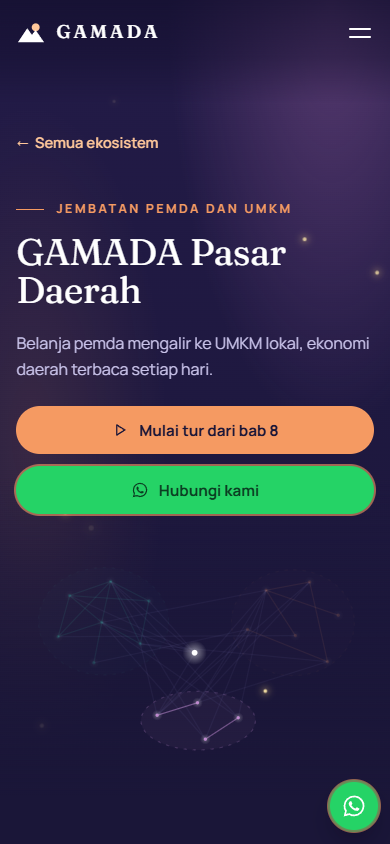 GAMADA
← Semua ekosistem
JEMBATAN PEMDA DAN UMKM
GAMADA Pasar
Daerah
Belanja pemda mengalir ke UMKM lokal, ekonomi
daerah terbaca setiap hari.
Mulai tur dari bab 8
Hubungi kami